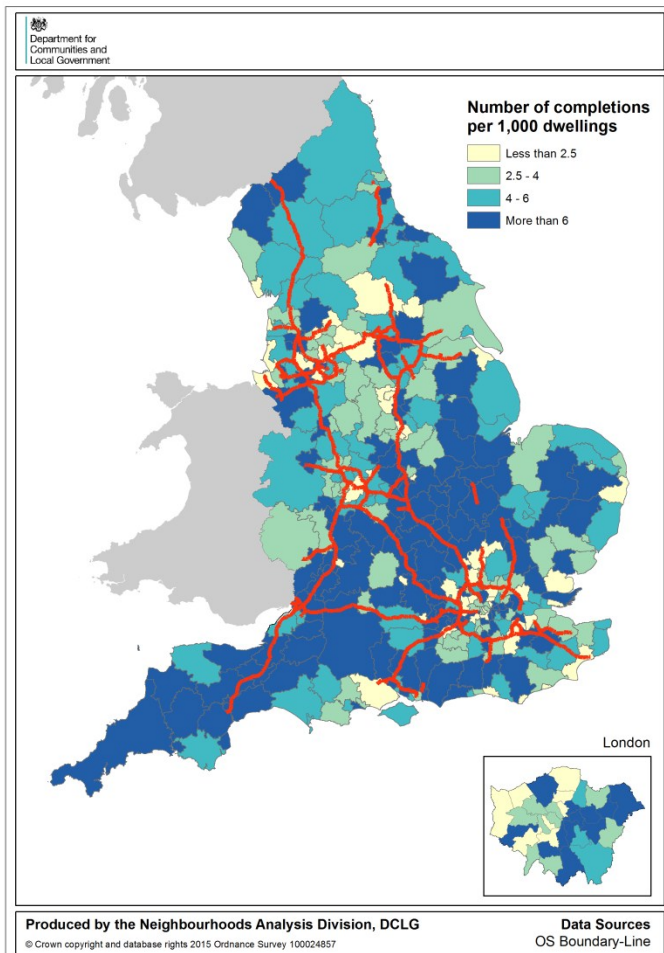 Department for
Communities and
Local Government
Number of completions
per 1,000 dwellings
Less than 2.5
2.5 - 4
4 - 6
More than 6
London
Produced by the Neighbourhoods Analysis Division, DCLG
© Crown copyright and database rights 2015 Ordnance Survey 100024857
Data Sources
OS Boundary-Line